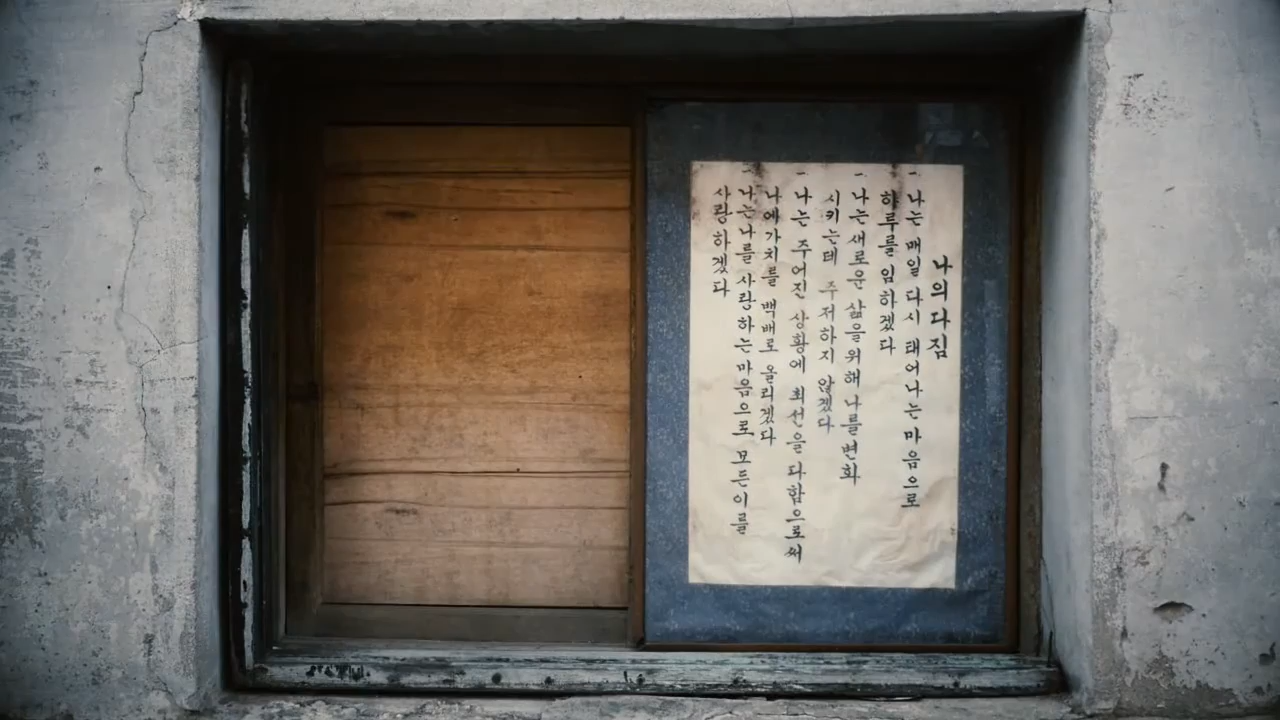 나의다짐
- 나는 매일 다시 태어나는 마음으로
하루를 임하겠다
- 나는새로운 삶을위해 나를변화
시키는데 주저하지 않겠다
- 나는 주어진 상황에 최선을 다함으로써
나에가치를 백배로 올리겠다
- 나는나를 사랑하는마음으로 모든이를
사랑하겠다